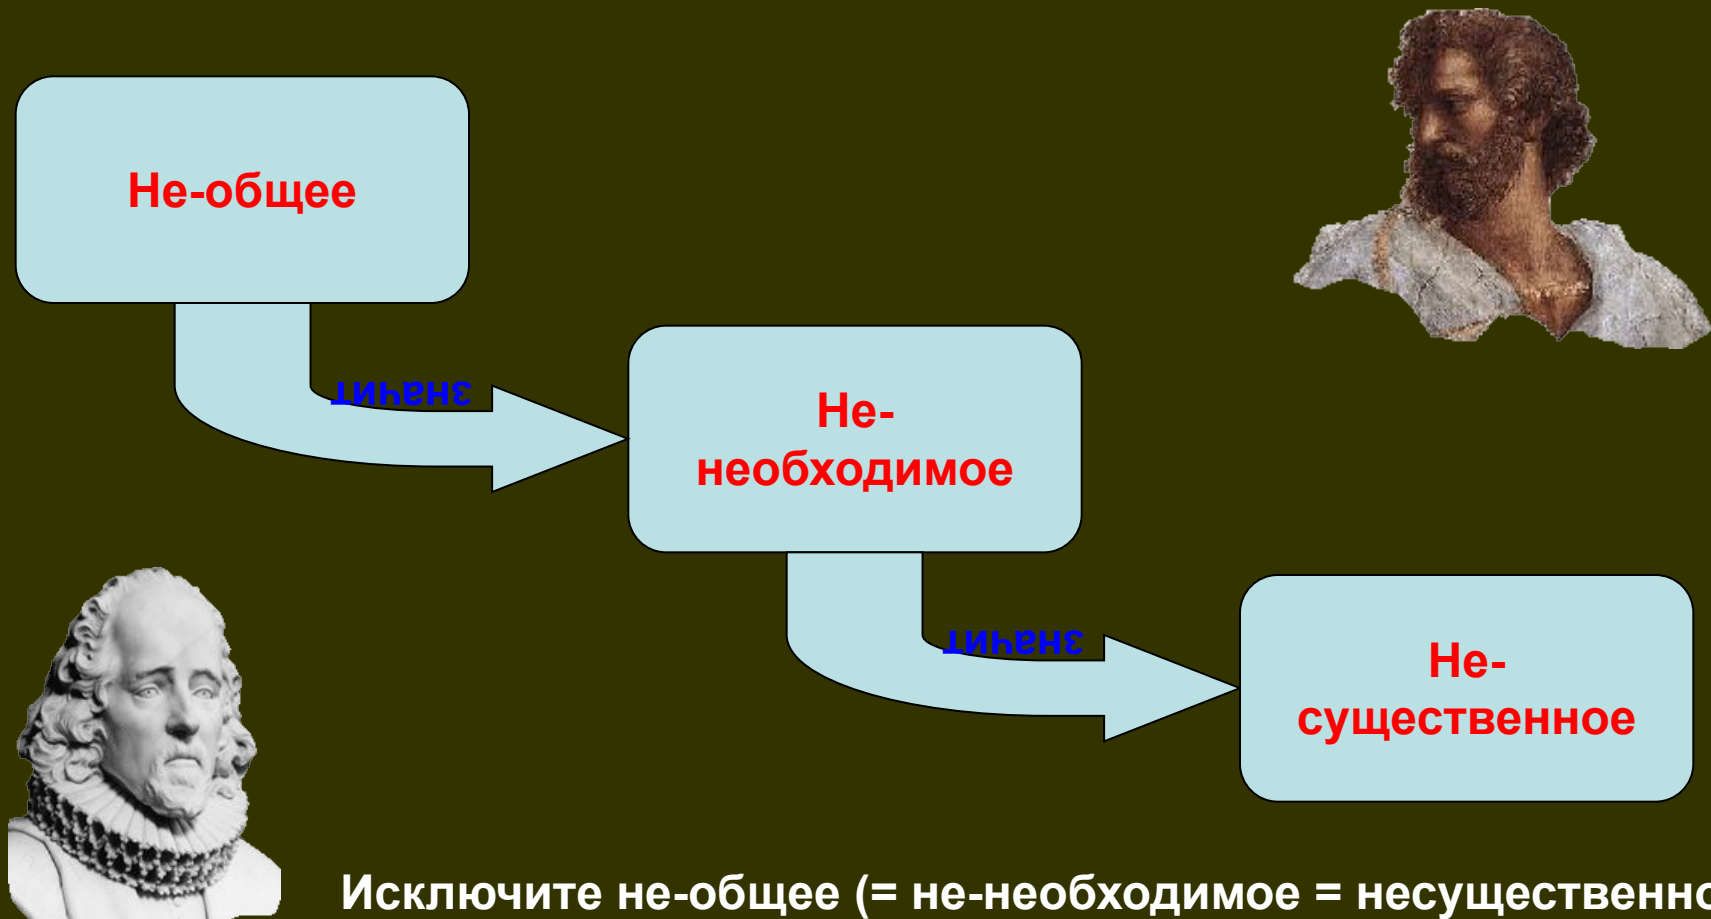 Не-общее
значит
Не-
необходимое
значит
Не-
существенное
Исключите не-общее (= не-необходимое = несущественно